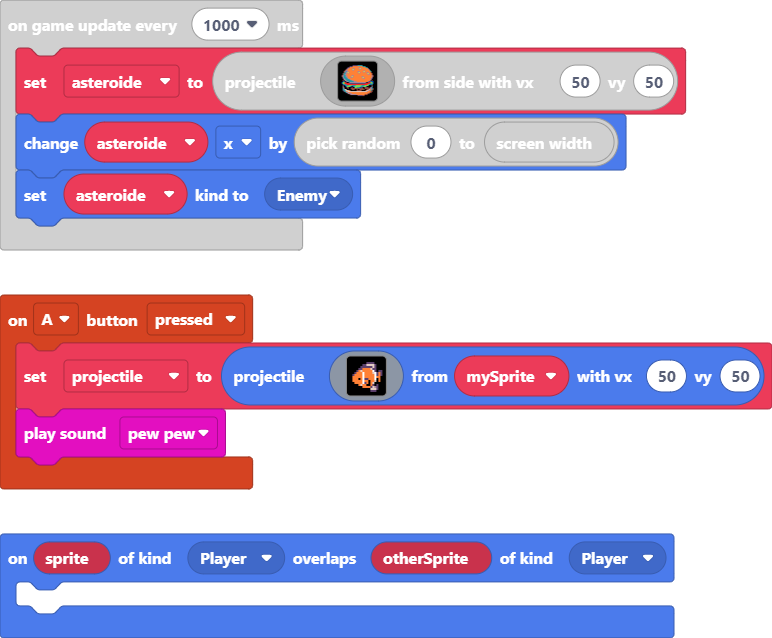 on game update every 1000 ms
set asteroide to projectile from side with vx 50 vy 50
change asteroide x by pick random 0 to screen width
set asteroide kind to Enemy
on A button pressed
set projectile to projectile from mySprite with vx 50 vy 50
play sound pew pew
on sprite of kind Player overlaps otherSprite of kind Player